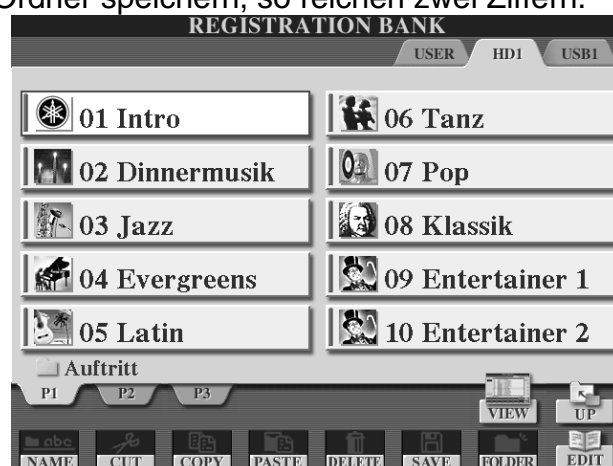 Ordner speichern, so reichen zwei Ziffern.
REGISTRATION BANK
USER HD1 USB1
01 Intro
06 Tanz
02 Dinnermusik
07 Pop
03 Jazz
08 Klassik
04 Evergreens
09 Entertainer 1
05 Latin
10 Entertainer 2
Auftritt
P1 P2 P3
VIEW UP
abc
NAME CUT COPY PASTE DELETE SAVE FOLDER EDIT